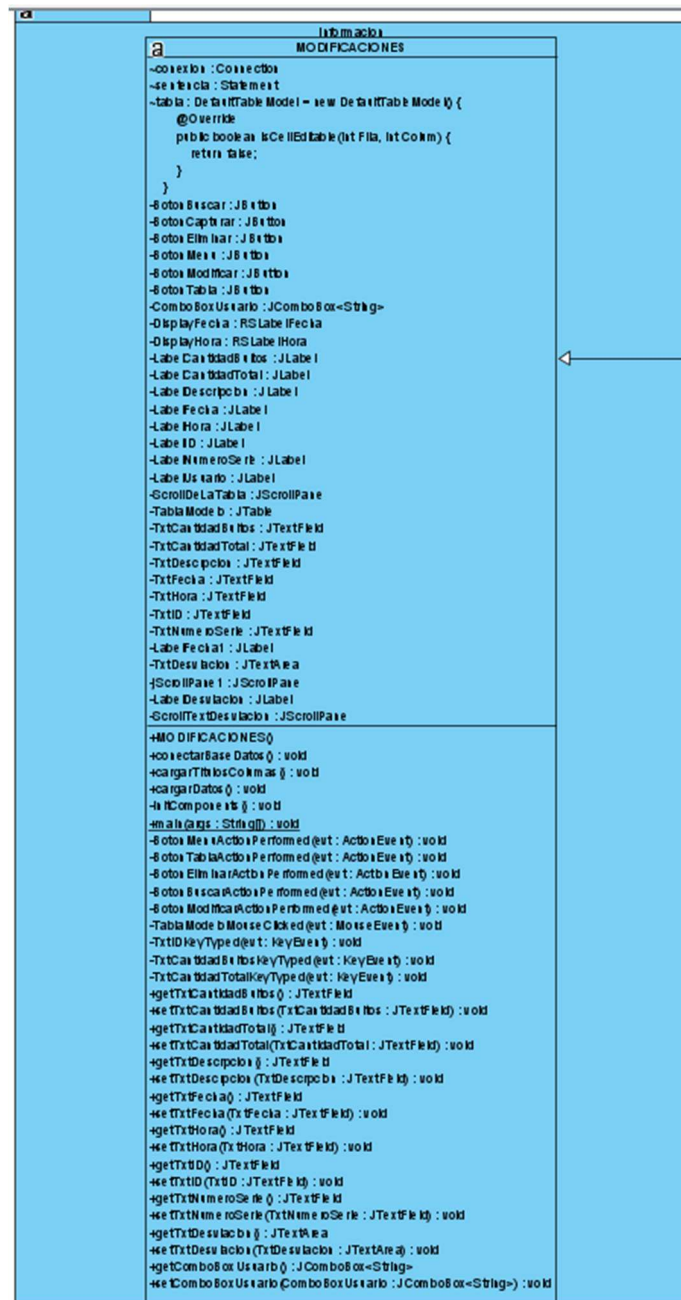 a
Informacion
a
MODIFICACIONES
~conexion : Connection
~sentencia : Statement
~tabla : DefaultTableModel = new DefaultTableModel() {
@Override
public boolean isCellEditable(int Fila, int Colum) {
return false;
}
}
-BotonBuscar : JButton
-BotonCapturar : JButton
-BotonEliminar : JButton
-BotonMenu : JButton
-BotonModificar : JButton
-BotonTabla : JButton
-ComboBoxUsuario : JComboBox<String>
-DisplayFecha : RSLabelFecha
-DisplayHora : RSLabelHora
-LabelCantidadBultos : JLabel
-LabelCantidadTotal : JLabel
-LabelDescripcion : JLabel
-LabelFecha : JLabel
-LabelHora : JLabel
-LabelID : JLabel
-LabelNumeroSerie : JLabel
-LabelUsuario : JLabel
-ScrollDeLaTabla : JScrollPane
-TablaModelo : JTable
-TxtCantidadBultos : JTextField
-TxtCantidadTotal : JTextField
-TxtDescipcion : JTextField
-TxtFecha : JTextField
-TxtHora : JTextField
-TxtID : JTextField
-TxtNumeroSerie : JTextField
-LabelFecha1 : JLabel
-TxtDesviacion : JTextArea
-jScrollPane1 : JScrollPane
-LabelDesviacion : JLabel
-ScrollTextDesviacion : JScrollPane
+MODIFICACIONES()
+conectarBaseDatos() : void
+cargarTitulosColumas() : void
+cargarDatos() : void
-initComponents() : void
+main(args : String[]) : void
-BotonMenuActionPerformed(evt : ActionEvent) : void
-BotonTablaActionPerformed(evt : ActionEvent) : void
-BotonEliminarActionPerformed(evt : ActionEvent) : void
-BotonBuscarActionPerformed(evt : ActionEvent) : void
-BotonModificarActionPerformed(evt : ActionEvent) : void
-TablaModeloMouseClicked(evt : MouseEvent) : void
-TxtIDKeyTyped(evt : KeyEvent) : void
-TxtCantidadBultosKeyTyped(evt : KeyEvent) : void
-TxtCantidadTotalKeyTyped(evt : KeyEvent) : void
+getTxtCantidadBultos() : JTextField
+setTxtCantidadBultos(TxtCantidadBultos : JTextField) : void
+getTxtCantidadTotal() : JTextField
+setTxtCantidadTotal(TxtCantidadTotal : JTextField) : void
+getTxtDescrpcion() : JTextField
+setTxtDescipcion(TxtDescrpcion : JTextField) : void
+getTxtFecha() : JTextField
+setTxtFecha(TxtFecha : JTextField) : void
+getTxtHora() : JTextField
+setTxtHora(TxtHora : JTextField) : void
+getTxtID() : JTextField
+setTxtID(TxtID : JTextField) : void
+getTxtNumeroSerie() : JTextField
+setTxtNumeroSerie(TxtNumeroSerie : JTextField) : void
+getTxtDesviacion() : JTextArea
+setTxtDesviacion(TxtDesviacion : JTextArea) : void
+getComboBoxUsuario() : JComboBox<String>
+setComboBoxUsuario(ComboBoxUsuario : JComboBox<String>) : void